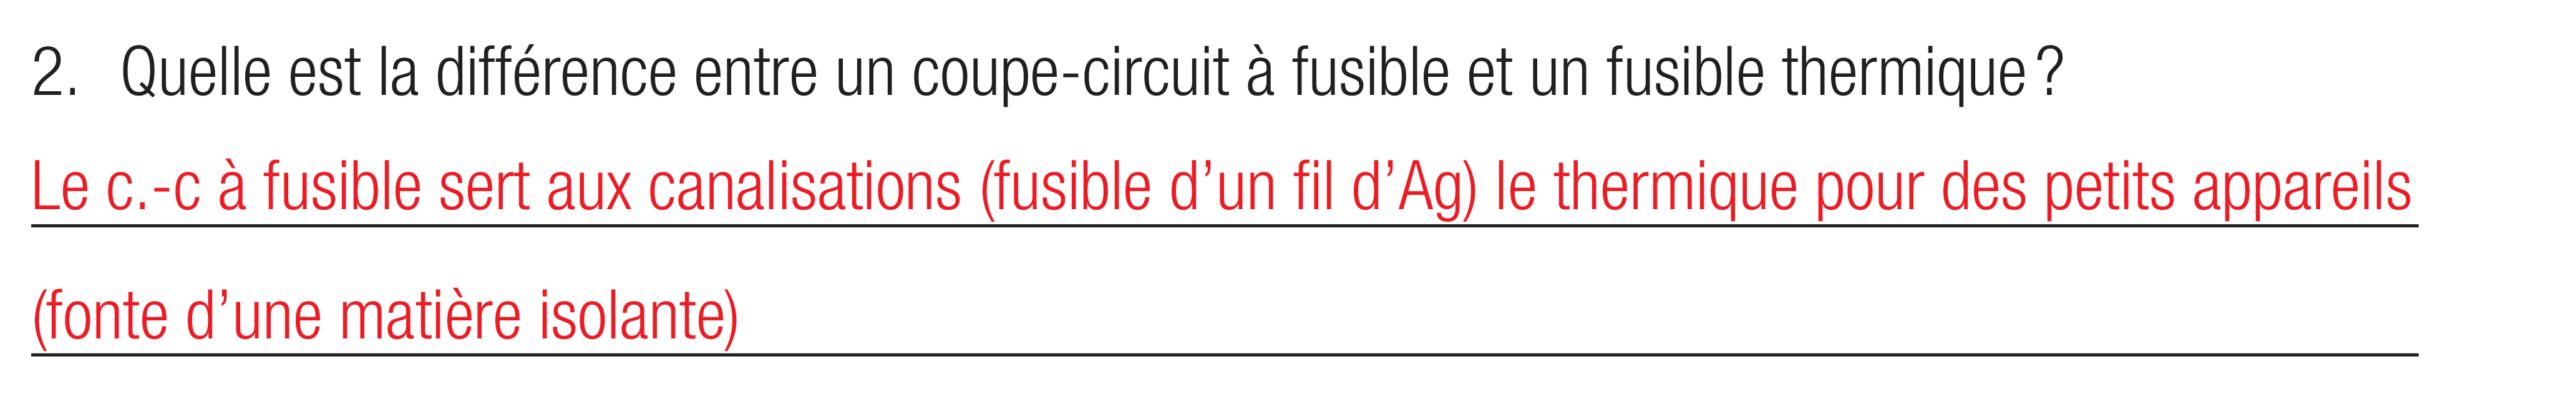 2. Quelle est la différence entre un coupe-circuit à fusible et un fusible thermique ?
Le c.-c à fusible sert aux canalisations (fusible d’un fil d’Ag) le thermique pour des petits appareils
(fonte d’une matière isolante)